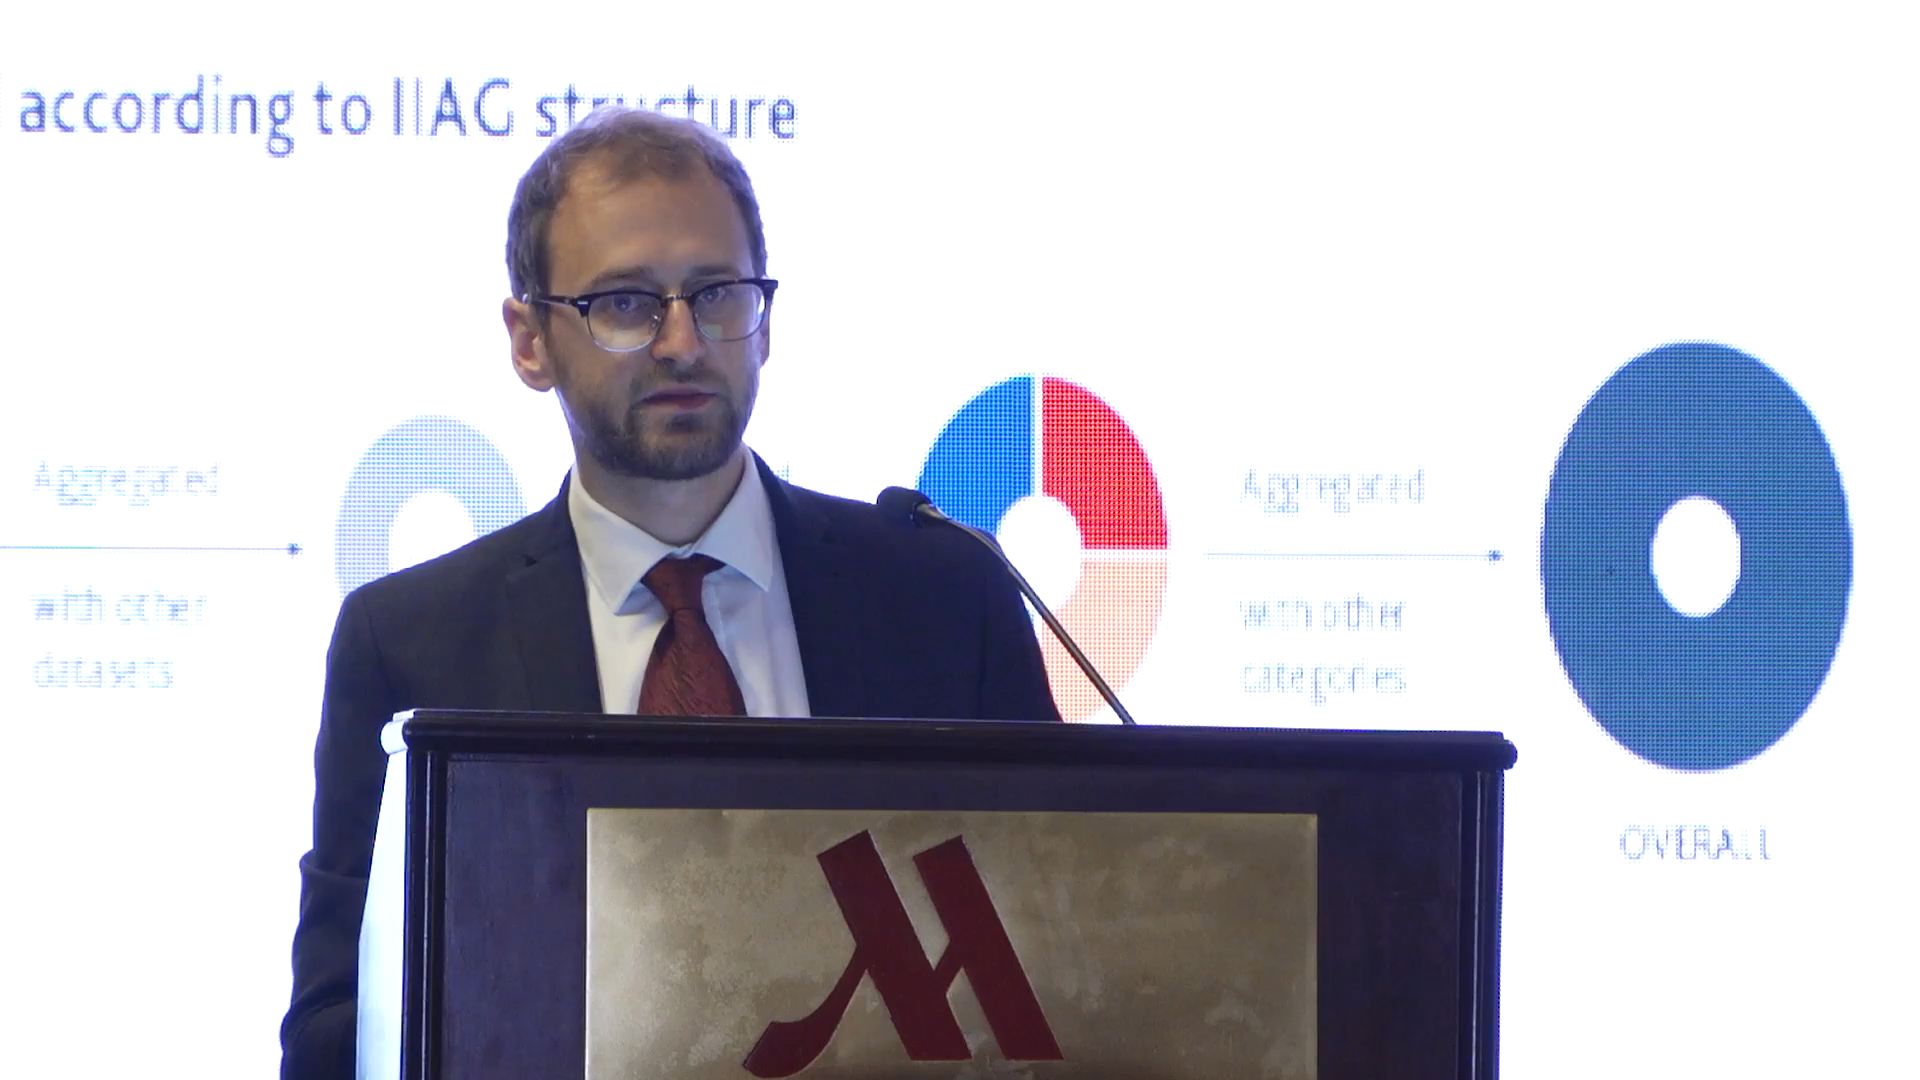 according to IIAG structure
Aggregated
with other
datasets
Aggregated
with other
categories
OVERALL